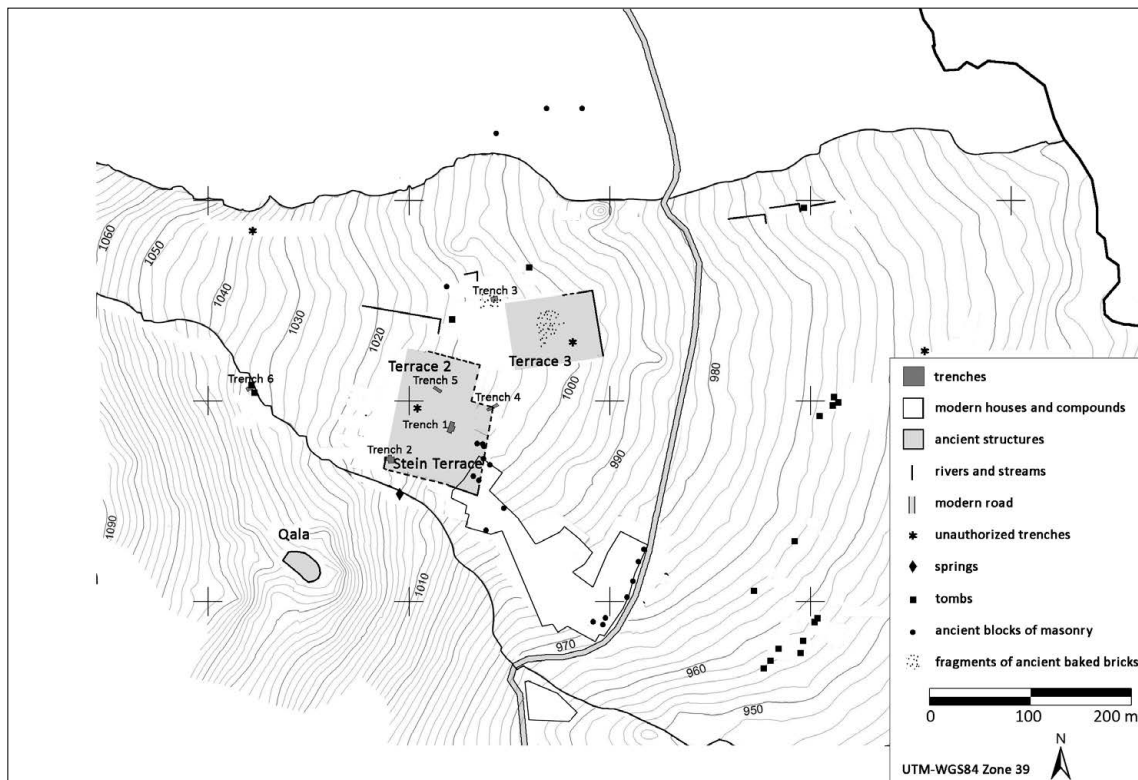 1060
1050
1040
1030
1020
Trench 3
Terrace 3
1000
980
Terrace 2
Trench 6
Trench 5
Trench 4
Trench 1
Trench 2
Stein Terrace
990
1090
Qala
1010
970
960
950
trenches
modern houses and compounds
ancient structures
rivers and streams
modern road
unauthorized trenches
springs
tombs
ancient blocks of masonry
fragments of ancient baked bricks
0 100 200 m
N
UTM-WGS84 Zone 39